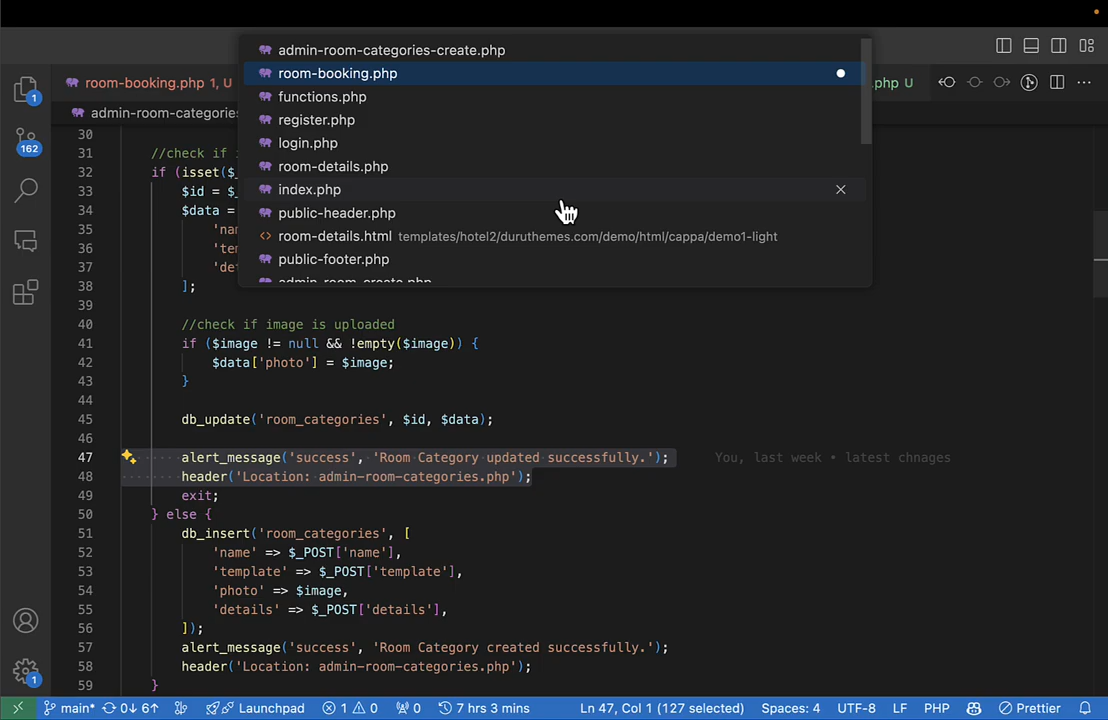 admin-room-categories-create.php
room-booking.php
functions.php
register.php
login.php
room-details.php
index.php
public-header.php
room-details.html templates/hotel2/duruthemes.com/demo/html/cappa/demo1-light
public-footer.php
admin-room-create.php
room-booking.php 1, U
.php U
admin-room-categories
1
162
30
31 //check if i
32 if (isset($_
33 $id = $_
34 $data =
35 'nam
36 'tem
37 'det
38 ];
39
40 //check if image is uploaded
41 if ($image != null && !empty($image)) {
42 $data['photo'] = $image;
43 }
44
45 db_update('room_categories', $id, $data);
46
47 alert_message('success', 'Room Category updated successfully.'); You, last week • latest chnages
48 header('Location: admin-room-categories.php');
49 exit;
50 } else {
51 db_insert('room_categories', [
52 'name' => $_POST['name'],
53 'template' => $_POST['template'],
54 'photo' => $image,
55 'details' => $_POST['details'],
56 ]);
57 alert_message('success', 'Room Category created successfully.');
58 header('Location: admin-room-categories.php');
59 }
1
main* 0↓ 6↑ Launchpad 1 0 0 7 hrs 3 mins Ln 47, Col 1 (127 selected) Spaces: 4 UTF-8 LF PHP Prettier